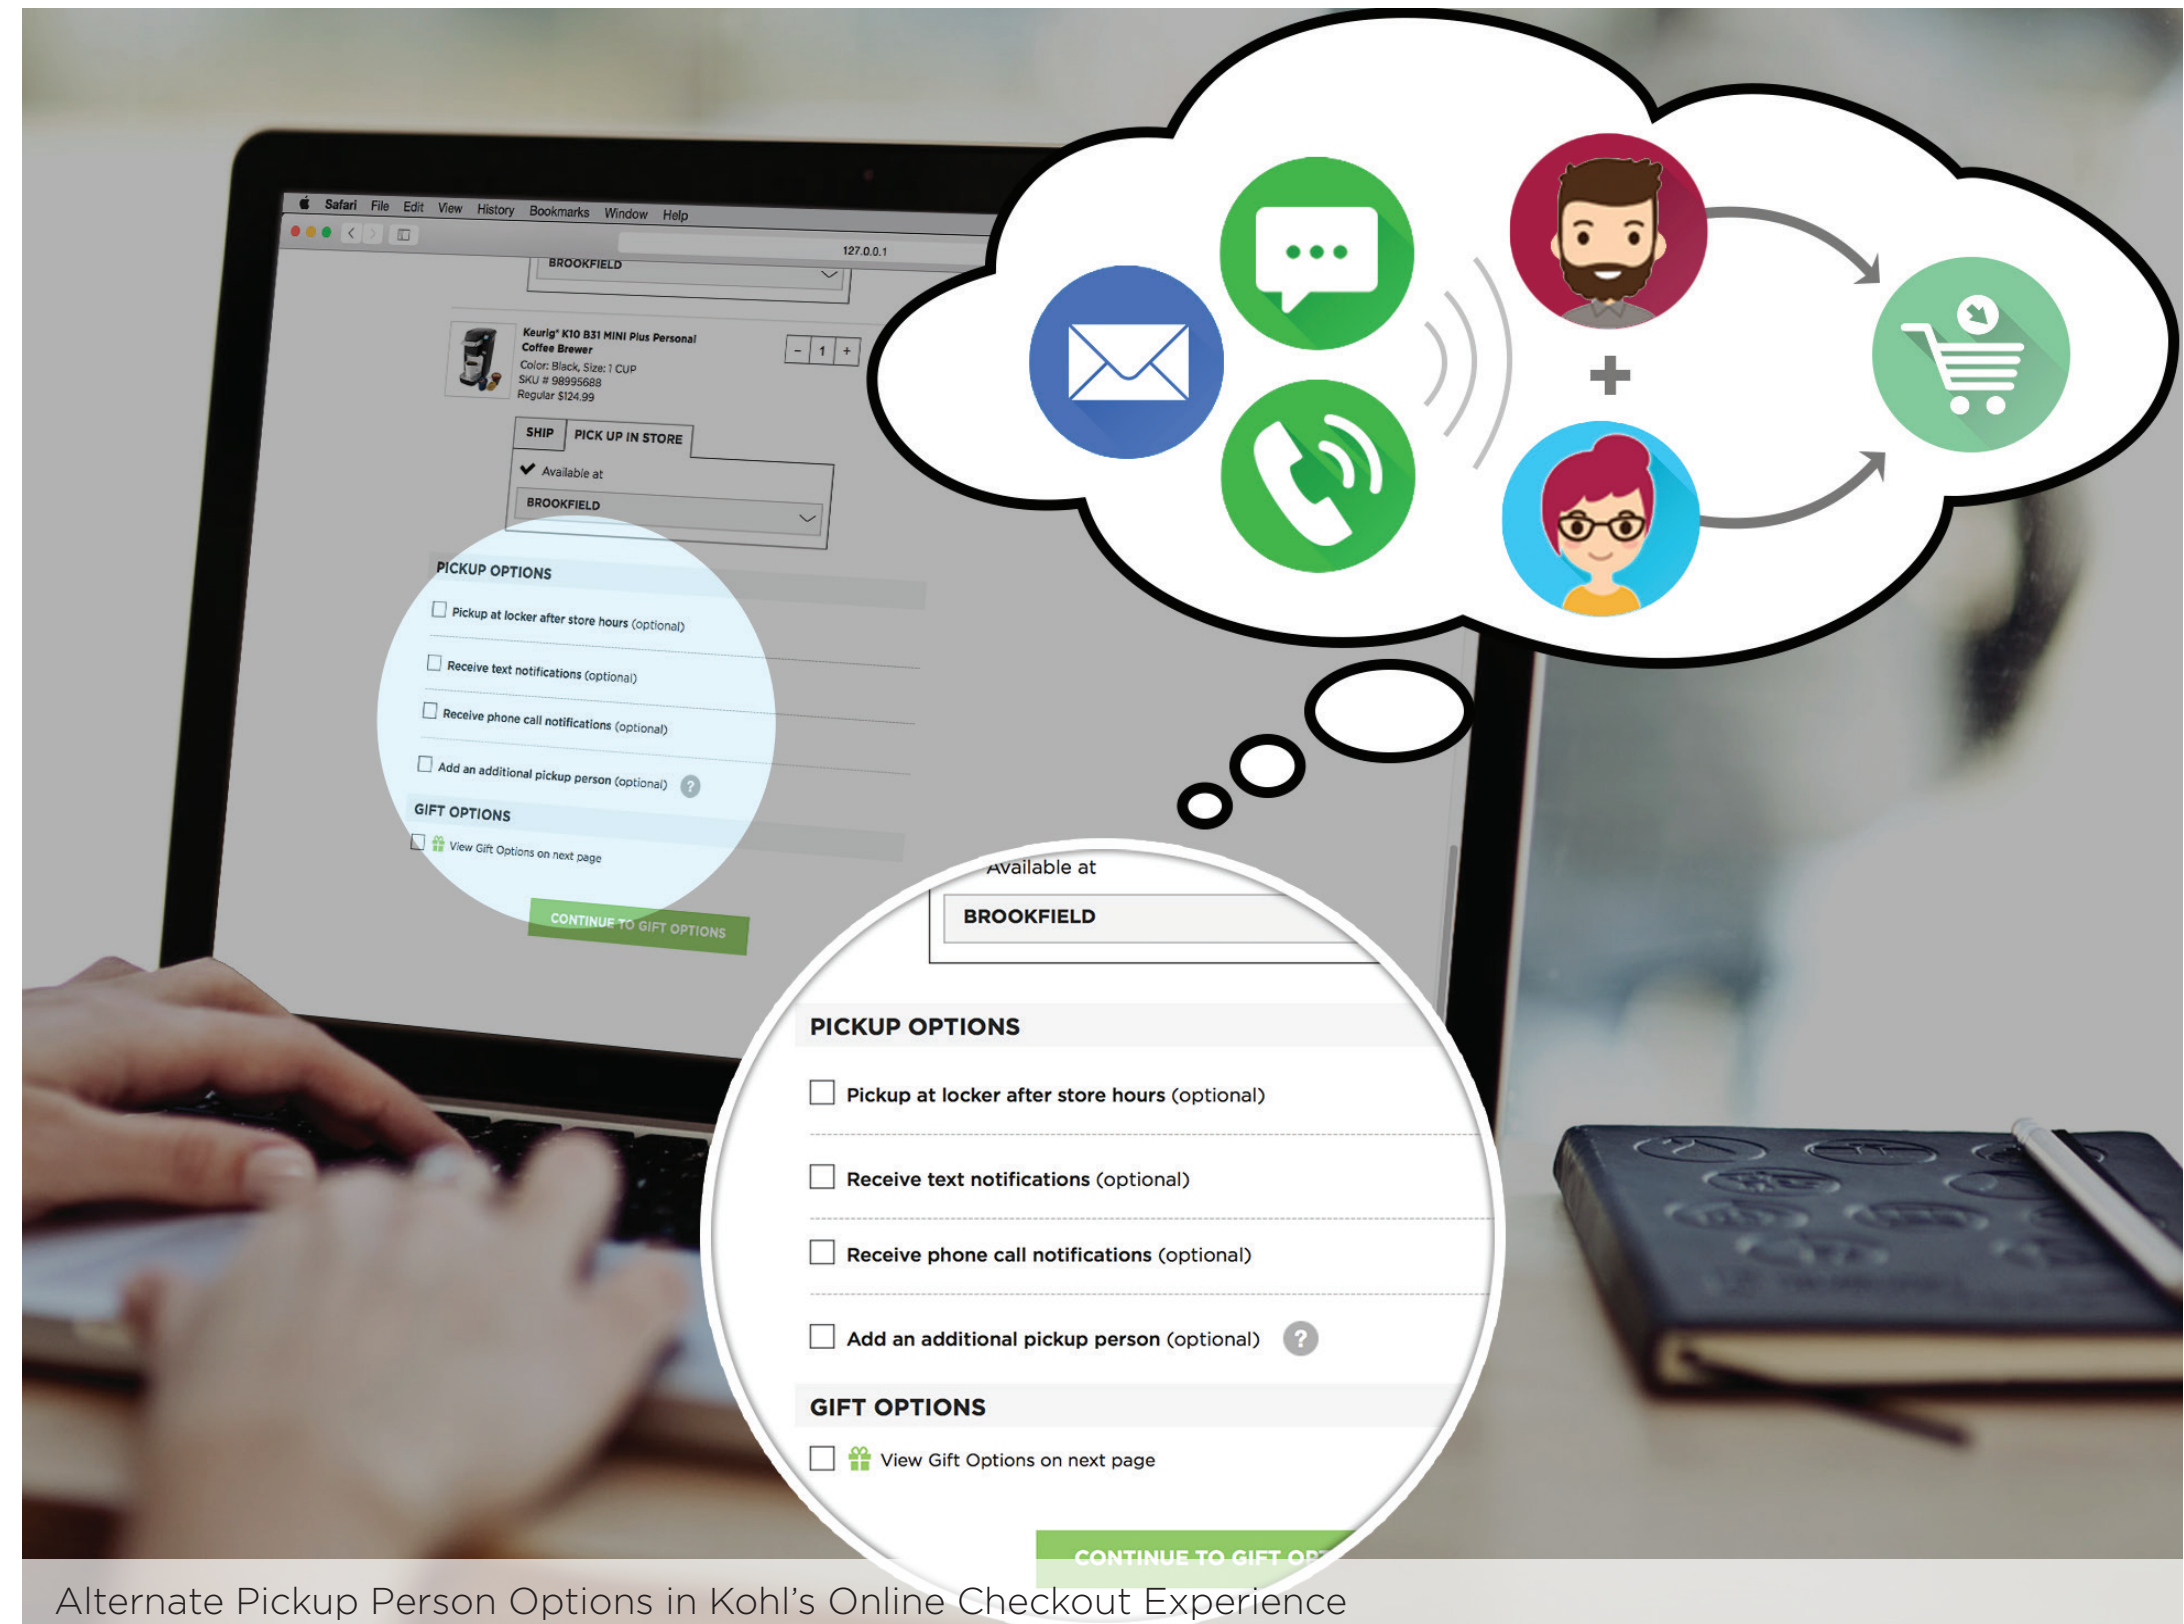 Safari File Edit View History Bookmarks Window Help
127.0.0.1
BROOKFIELD
Keurig® K10 B31 MINI Plus Personal
Coffee Brewer
Color: Black, Size: 1 CUP
SKU # 98995688
Regular $124.99
- 1 +
SHIP PICK UP IN STORE
Available at
BROOKFIELD
PICKUP OPTIONS
Pickup at locker after store hours (optional)
Receive text notifications (optional)
Receive phone call notifications (optional)
Add an additional pickup person (optional) ?
GIFT OPTIONS
View Gift Options on next page
CONTINUE TO GIFT OPTIONS
Available at
BROOKFIELD
PICKUP OPTIONS
Pickup at locker after store hours (optional)
Receive text notifications (optional)
Receive phone call notifications (optional)
Add an additional pickup person (optional) ?
GIFT OPTIONS
View Gift Options on next page
CONTINUE TO GIFT
Alternate Pickup Person Options in Kohl's Online Checkout Experience